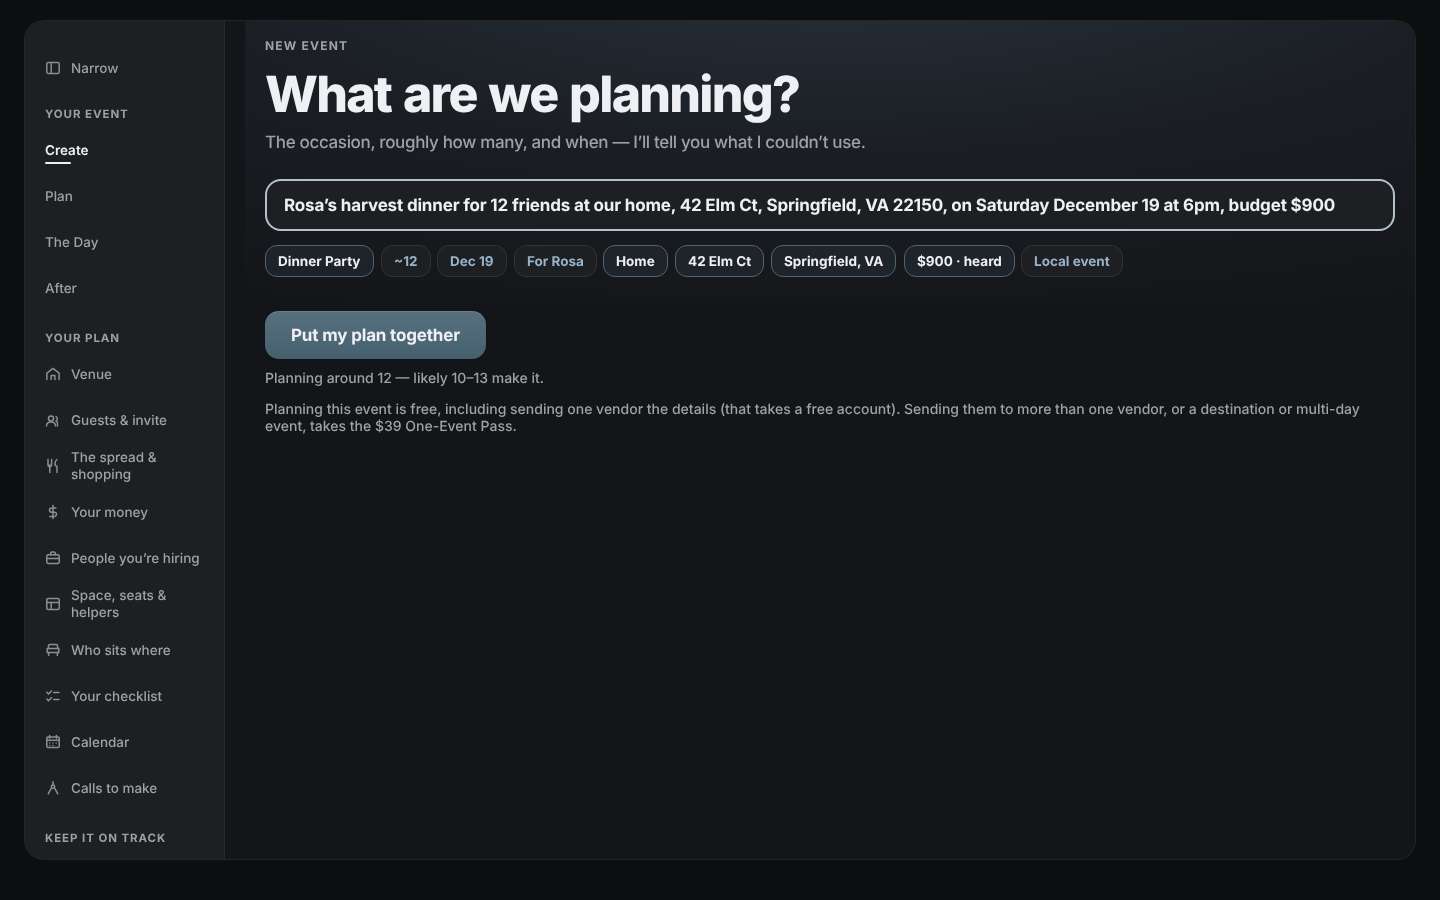 Narrow
YOUR EVENT
Create
Plan
The Day
After
YOUR PLAN
Venue
Guests & invite
The spread &
shopping
Your money
People you’re hiring
Space, seats &
helpers
Who sits where
Your checklist
Calendar
Calls to make
KEEP IT ON TRACK
NEW EVENT
What are we planning?
The occasion, roughly how many, and when — I’ll tell you what I couldn’t use.
Rosa’s harvest dinner for 12 friends at our home, 42 Elm Ct, Springfield, VA 22150, on Saturday December 19 at 6pm, budget $900
Dinner Party ~12 Dec 19 For Rosa Home 42 Elm Ct Springfield, VA $900 · heard Local event
Put my plan together
Planning around 12 — likely 10–13 make it.
Planning this event is free, including sending one vendor the details (that takes a free account). Sending them to more than one vendor, or a destination or multi-day
event, takes the $39 One-Event Pass.